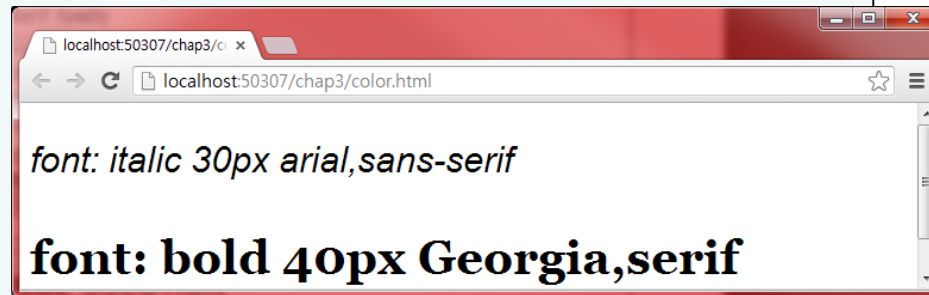 localhost:50307/chap3/c
localhost:50307/chap3/color.html
font: italic 30px arial,sans-serif
font: bold 40px Georgia,serif